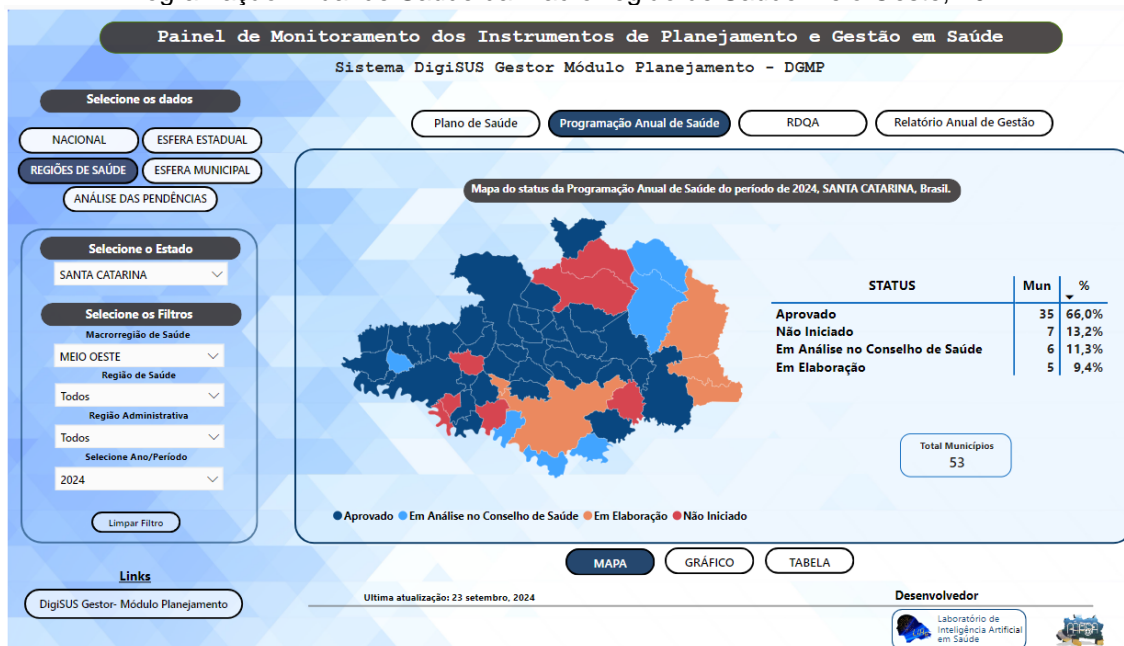 Painel de Monitoramento dos Instrumentos de Planejamento e Gestão em Saúde
Sistema DigiSUS Gestor Módulo Planejamento - DGMP
Selecione os dados
NACIONAL
ESFERA ESTADUAL
REGIÕES DE SAÚDE
ESFERA MUNICIPAL
ANÁLISE DAS PENDÊNCIAS
Plano de Saúde
Programação Anual de Saúde
RDQA
Relatório Anual de Gestão
Selecione o Estado
SANTA CATARINA
Selecione os Filtros
Macrorregião de Saúde
MEIO OESTE
Região de Saúde
Todos
Região Administrativa
Todos
Selecione Ano/Período
2024
Limpar Filtro
Links
DigiSUS Gestor- Módulo Planejamento
Mapa do status da Programação Anual de Saúde do período de 2024, SANTA CATARINA, Brasil.
STATUS Mun %
Aprovado 35 66,0%
Não Iniciado 7 13,2%
Em Análise no Conselho de Saúde 6 11,3%
Em Elaboração 5 9,4%
Total Municípios
53
Aprovado Em Análise no Conselho de Saúde Em Elaboração Não Iniciado
MAPA
GRÁFICO
TABELA
Ultima atualização: 23 setembro, 2024
Desenvolvedor
Laboratório de
Inteligência Artificial
em Saúde